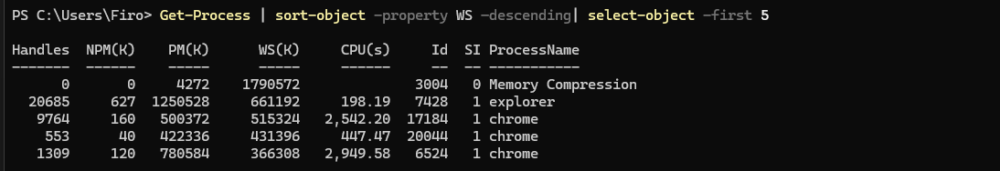 PS C:\Users\Firo> Get-Process | sort-object -property WS -descending| select-object -first 5
Handles  NPM(K)    PM(K)      WS(K)     CPU(s)     Id  SI ProcessName
-------  ------    -----      -----     ------     --  -- -----------
      0       0     4272    1790572              3004   0 Memory Compression
  20685     627  1250528     661192     198.19   7428   1 explorer
   9764     160   500372     515324   2,542.20  17184   1 chrome
    553      40   422336     431396     447.47  20044   1 chrome
   1309     120   780584     366308   2,949.58   6524   1 chrome